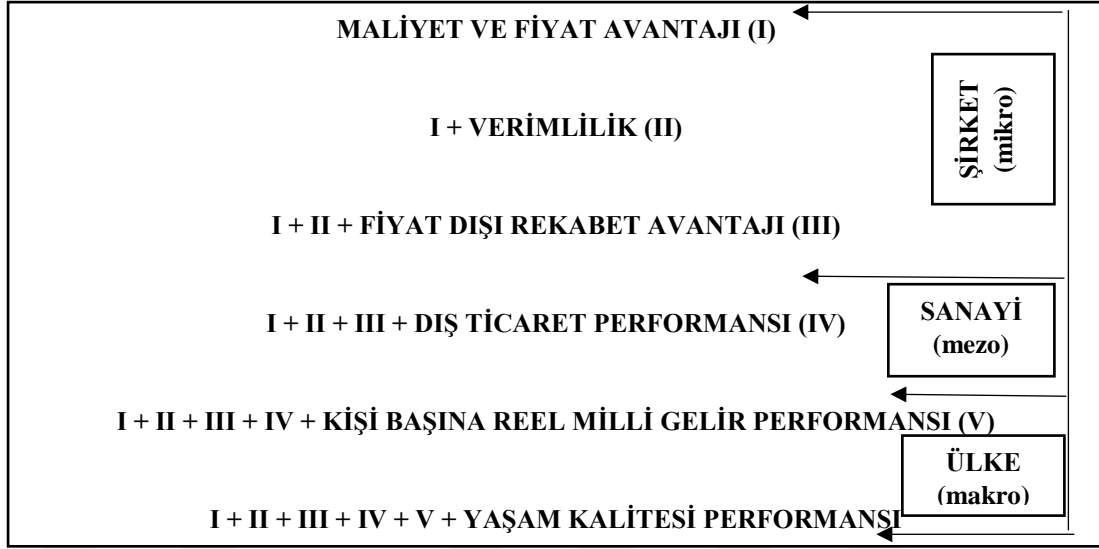 MALİYET VE FİYAT AVANTAJI (I)
ŞİRKET
(mikro)
I + VERİMLİLİK (II)
I + II + FİYAT DIŞI REKABET AVANTAJI (III)
I + II + III + DIŞ TİCARET PERFORMANSI (IV)
SANAYİ
(mezo)
I + II + III + IV + KİŞİ BAŞINA REEL MİLLİ GELİR PERFORMANSI (V)
ÜLKE
(makro)
I + II + III + IV + V + YAŞAM KALİTESİ PERFORMANSI